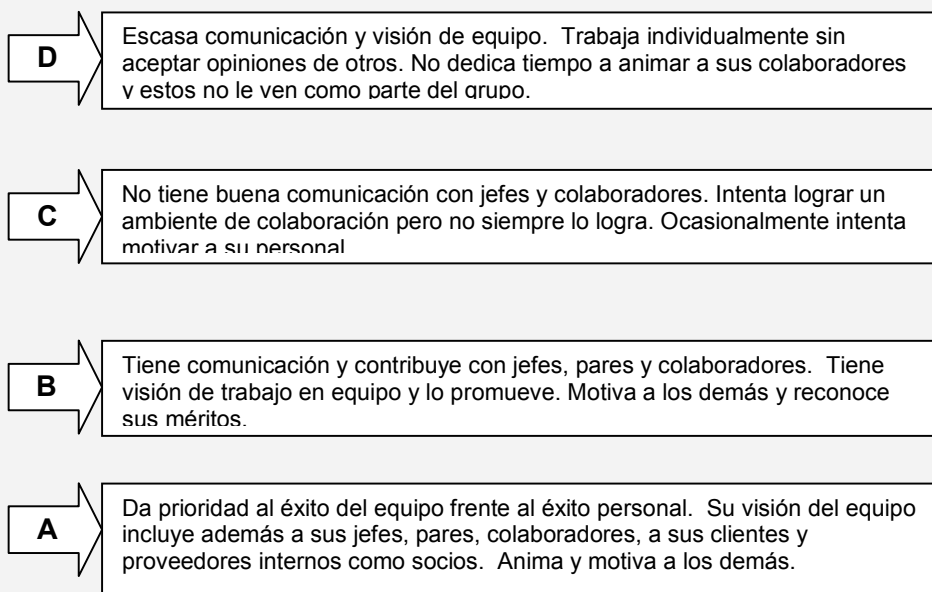 D
Escasa comunicación y visión de equipo.  Trabaja individualmente sin
aceptar opiniones de otros. No dedica tiempo a animar a sus colaboradores
y estos no le ven como parte del grupo.
C
No tiene buena comunicación con jefes y colaboradores. Intenta lograr un
ambiente de colaboración pero no siempre lo logra. Ocasionalmente intenta
motivar a su personal
B
Tiene comunicación y contribuye con jefes, pares y colaboradores.  Tiene
visión de trabajo en equipo y lo promueve. Motiva a los demás y reconoce
sus méritos.
A
Da prioridad al éxito del equipo frente al éxito personal.  Su visión del equipo
incluye además a sus jefes, pares, colaboradores, a sus clientes y
proveedores internos como socios.  Anima y motiva a los demás.